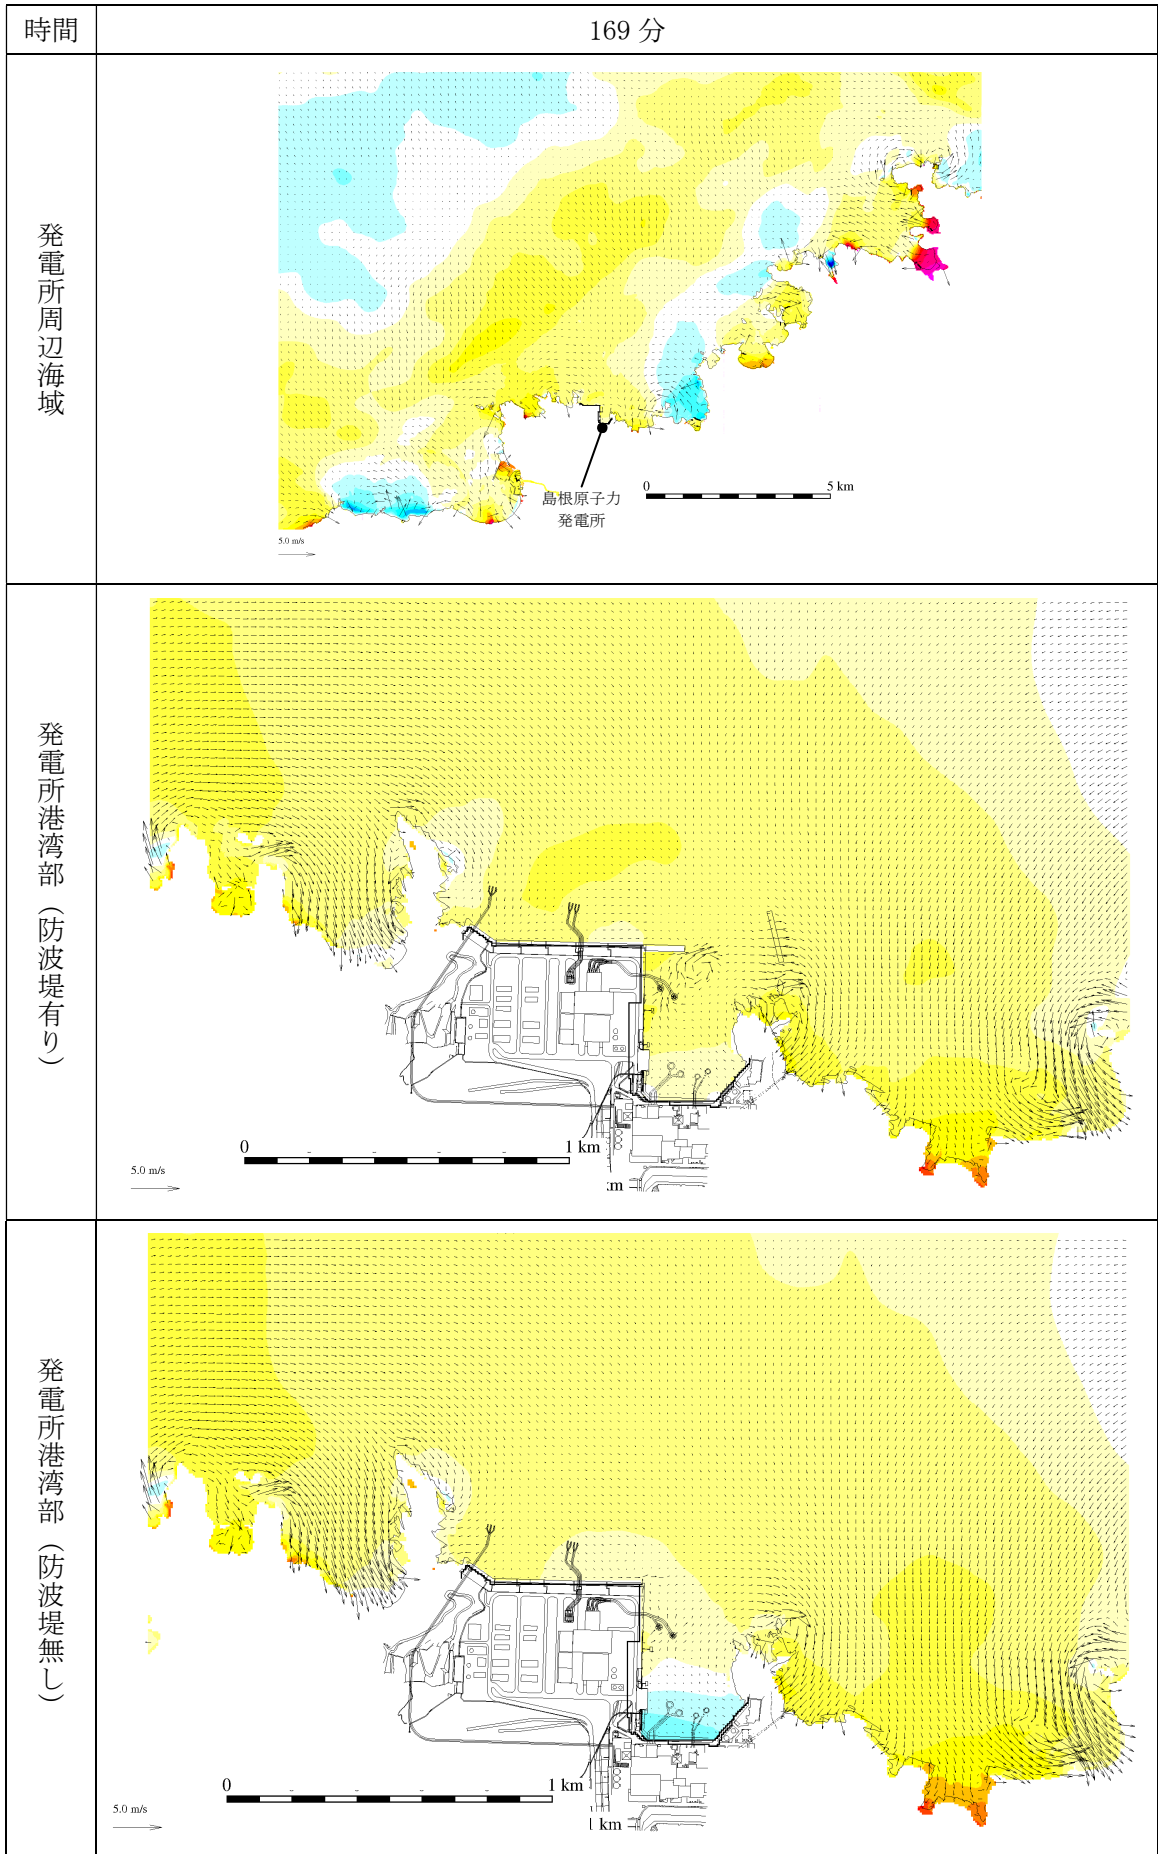 時間
169 分
発電所周辺海域
島根原子力
発電所
0
5 km
5.0 m/s
発電所港湾部（防波堤有り）
0
1 km
5.0 m/s
発電所港湾部（防波堤無し）
0
1 km
5.0 m/s
1 km